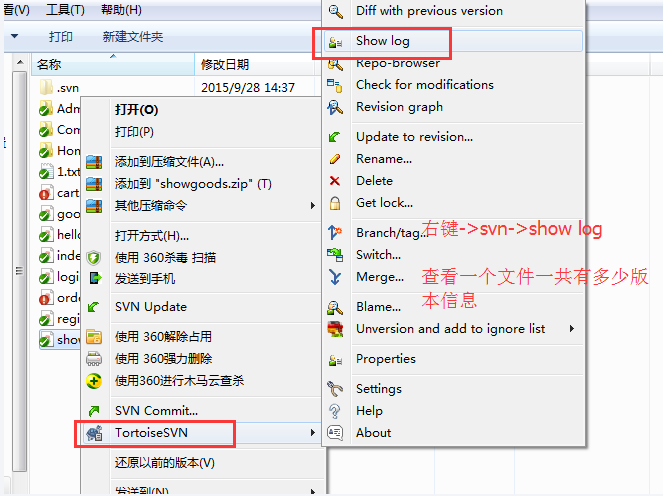 看(V) 工具(T) 帮助(H)
打印 新建文件夹
名称 修改日期
.svn 2015/9/28 14:37
Adm
Com
Hom
1.txt
carta
good
hello
inde
logi
orde
regi
show
打开(O)
打印(P)
添加到压缩文件(A)...
添加到 "showgoods.zip" (T)
其他压缩命令
打开方式(H)...
使用 360杀毒 扫描
发送到手机
SVN Update
使用 360解除占用
使用 360强力删除
使用360进行木马云查杀
SVN Commit...
TortoiseSVN
还原以前的版本(V)
发送到(N)
Diff with previous version
Show log
Repo-browser
Check for modifications
Revision graph
Update to revision...
Rename...
Delete
Get lock...
Branch/tag...
Switch...
Merge...
Blame...
Unversion and add to ignore list
Properties
Settings
Help
About
右键->svn->show log
查看一个文件一共有多少版
本信息